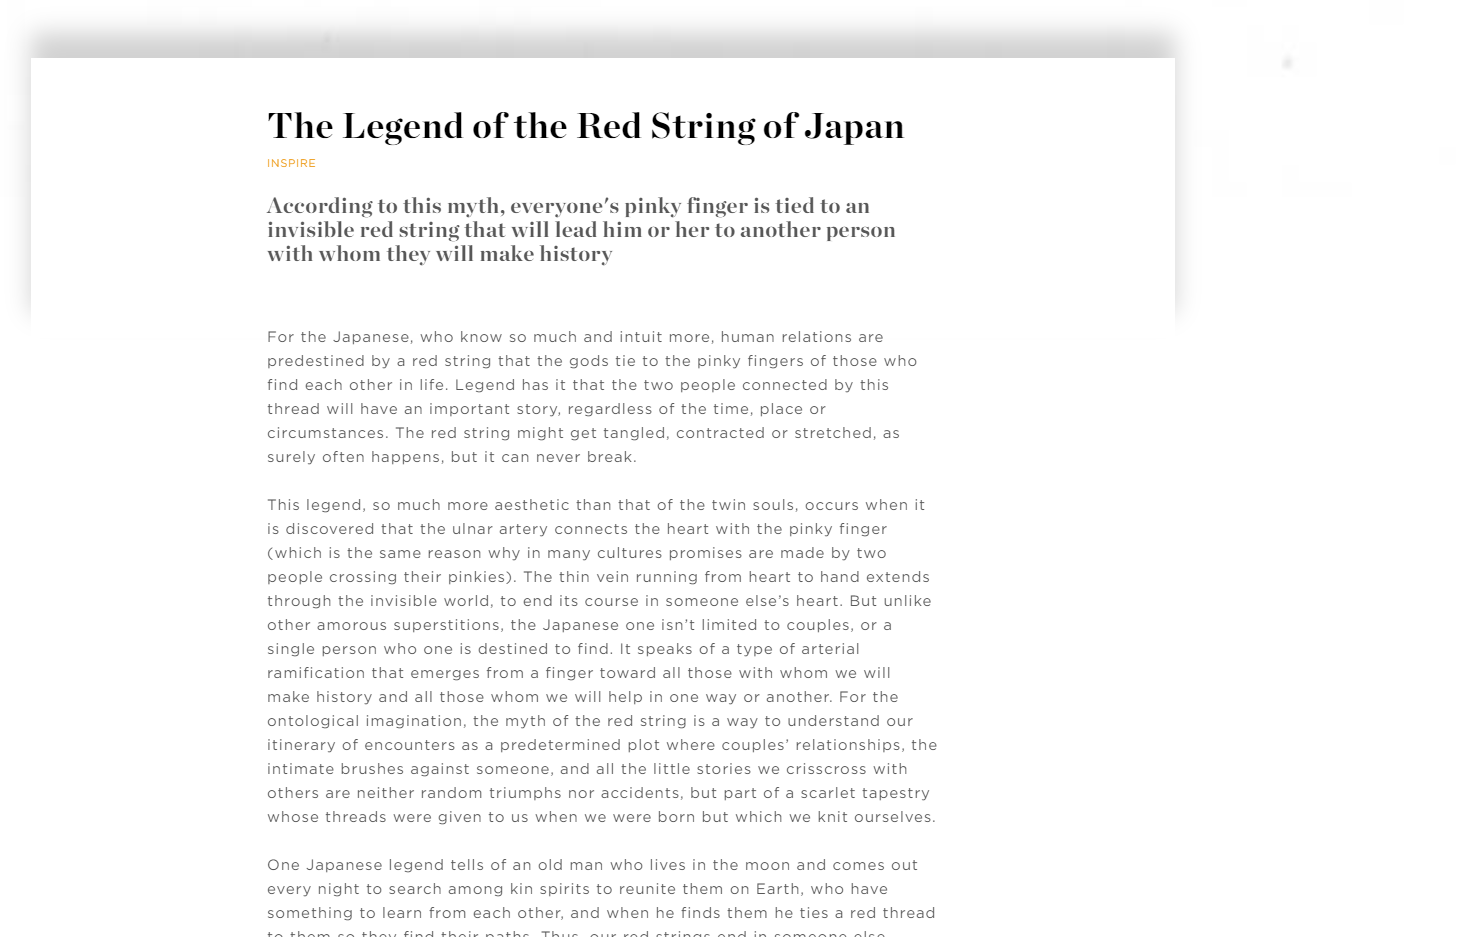 The Legend of the Red String of Japan
INSPIRE
According to this myth, everyone's pinky finger is tied to an
invisible red string that will lead him or her to another person
with whom they will make history
For the Japanese, who know so much and intuit more, human relations are
predestined by a red string that the gods tie to the pinky fingers of those who
find each other in life. Legend has it that the two people connected by this
thread will have an important story, regardless of the time, place or
circumstances. The red string might get tangled, contracted or stretched, as
surely often happens, but it can never break.
This legend, so much more aesthetic than that of the twin souls, occurs when it
is discovered that the ulnar artery connects the heart with the pinky finger
(which is the same reason why in many cultures promises are made by two
people crossing their pinkies). The thin vein running from heart to hand extends
through the invisible world, to end its course in someone else’s heart. But unlike
other amorous superstitions, the Japanese one isn’t limited to couples, or a
single person who one is destined to find. It speaks of a type of arterial
ramification that emerges from a finger toward all those with whom we will
make history and all those whom we will help in one way or another. For the
ontological imagination, the myth of the red string is a way to understand our
itinerary of encounters as a predetermined plot where couples’ relationships, the
intimate brushes against someone, and all the little stories we crisscross with
others are neither random triumphs nor accidents, but part of a scarlet tapestry
whose threads were given to us when we were born but which we knit ourselves.
One Japanese legend tells of an old man who lives in the moon and comes out
every night to search among kin spirits to reunite them on Earth, who have
something to learn from each other, and when he finds them he ties a red thread
to them so they find their paths. Thus, our red strings end in someone else